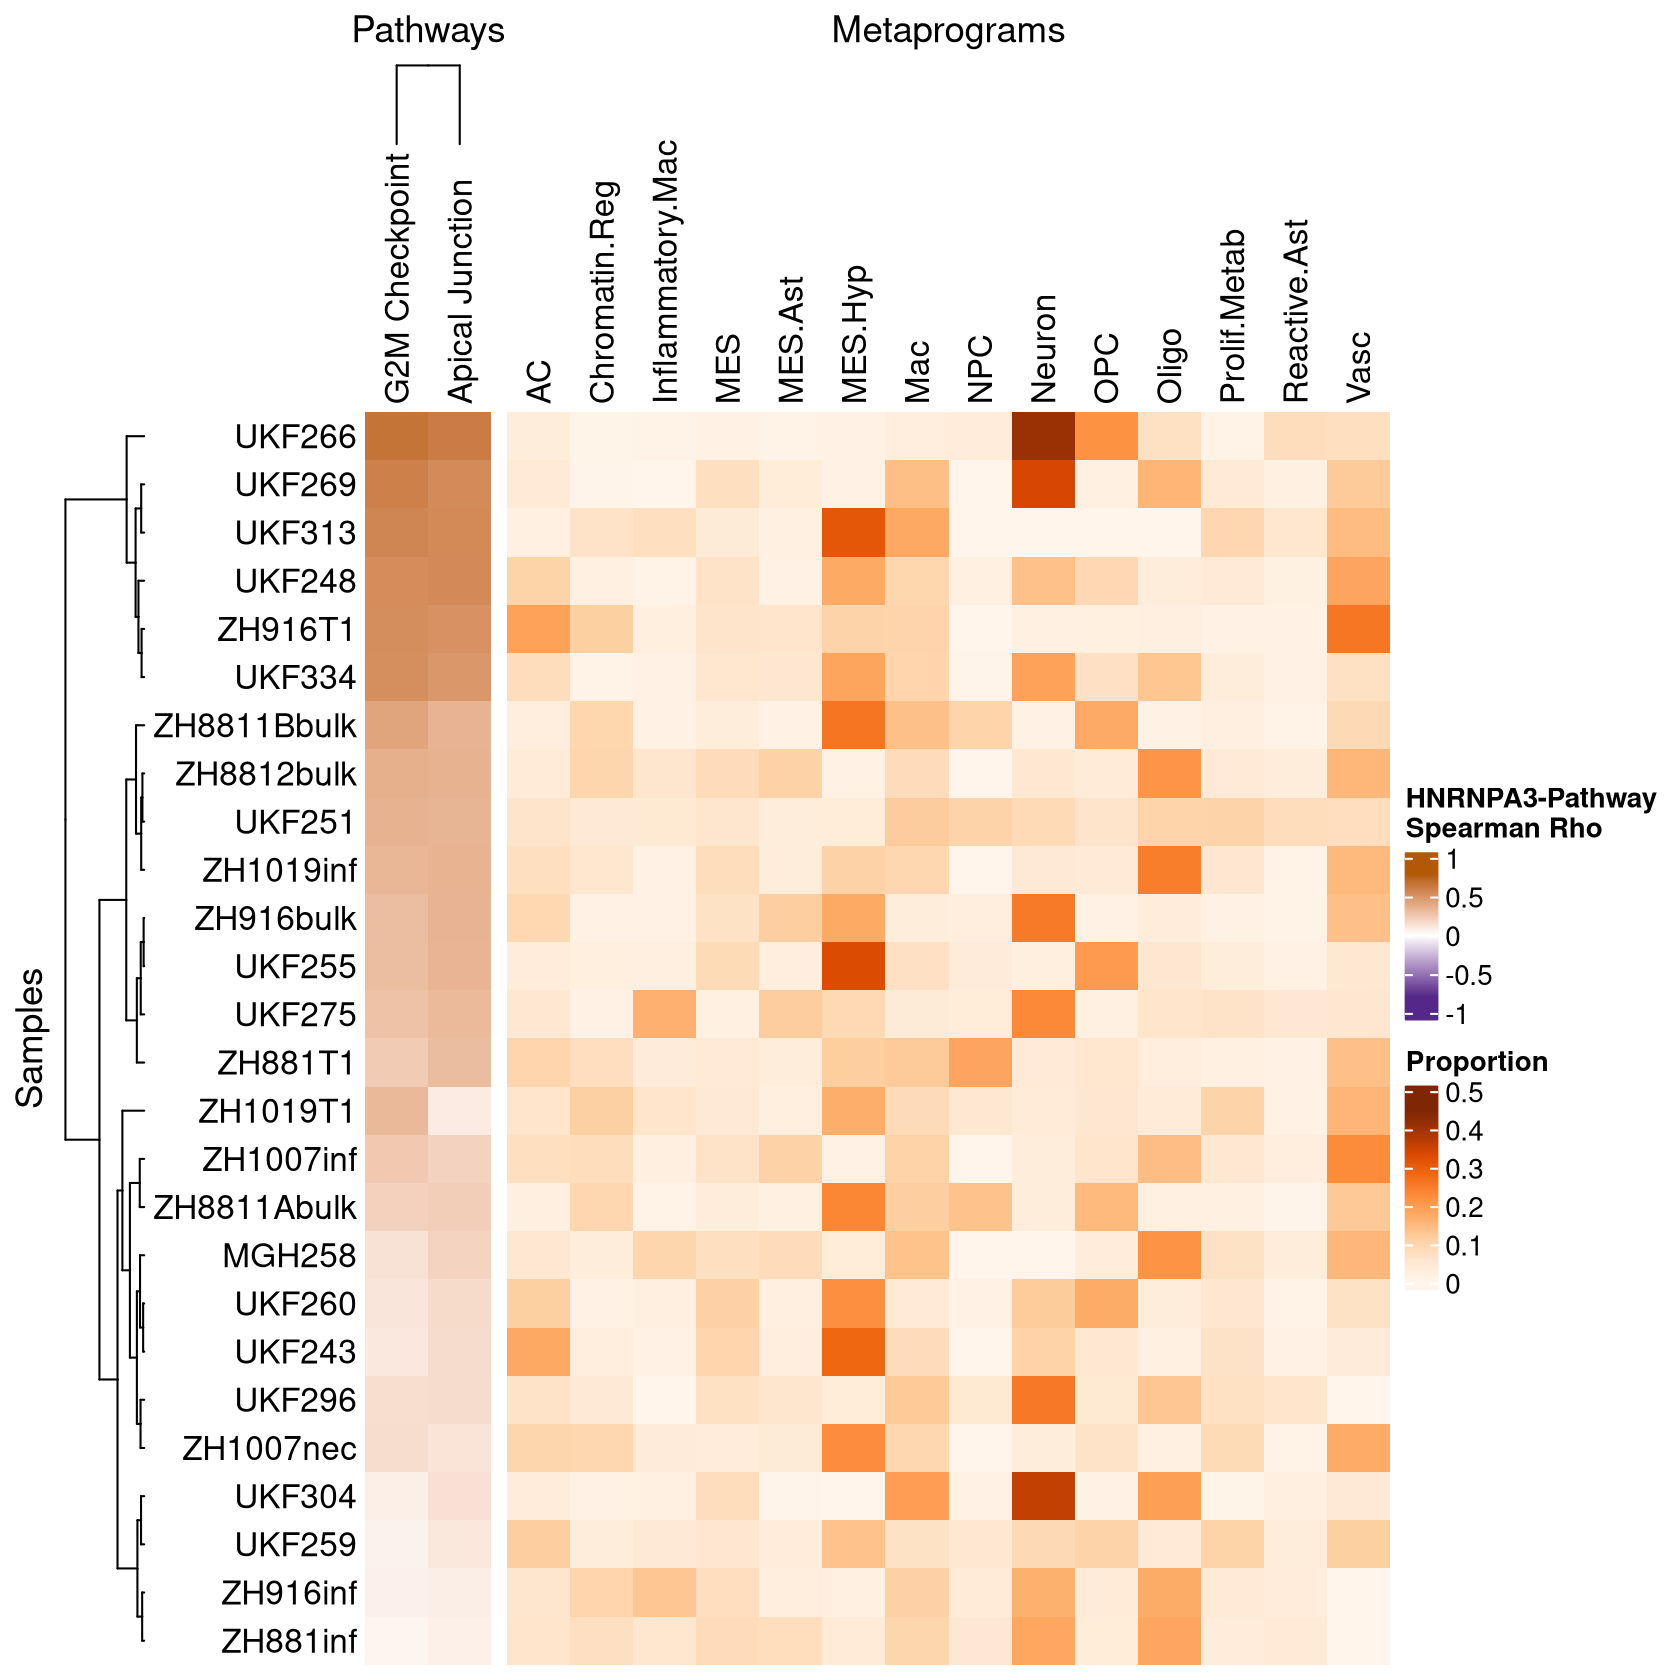 Pathways
Metaprograms
G2M Checkpoint
Apical Junction
AC
Chromatin.Reg
Inflammatory.Mac
MES
MES.Ast
MES.Hyp
Mac
NPC
Neuron
OPC
Oligo
Prolif.Metab
Reactive.Ast
Vasc
Samples
UKF266
UKF269
UKF313
UKF248
ZH916T1
UKF334
ZH8811Bbulk
ZH8812bulk
UKF251
ZH1019inf
ZH916bulk
UKF255
UKF275
ZH881T1
ZH1019T1
ZH1007inf
ZH8811Abulk
MGH258
UKF260
UKF243
UKF296
ZH1007nec
UKF304
UKF259
ZH916inf
ZH881inf
HNRNPA3-Pathway
Spearman Rho
1
0.5
0
-0.5
-1
Proportion
0.5
0.4
0.3
0.2
0.1
0